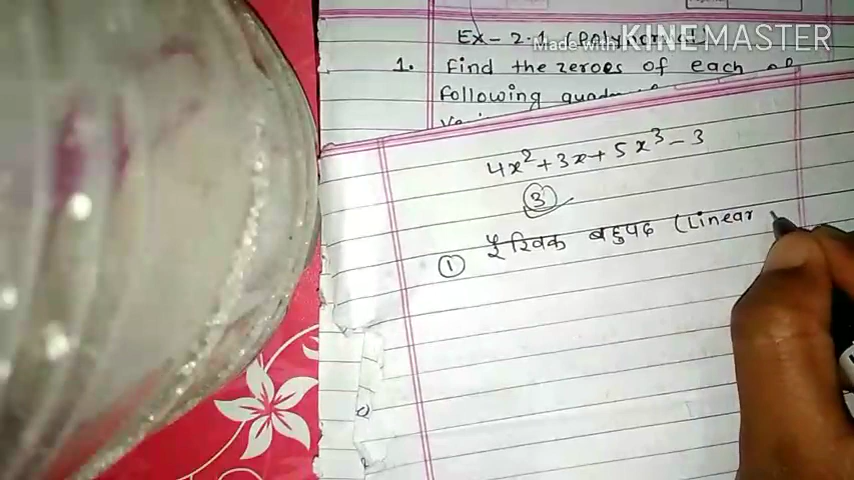 Ex-2.1 (Polynomial
Made with KINEMASTER
1. Find the zeroes of each of
following
4x²+3x+5x³-3
③
① रैखिक बहुपद (Linear